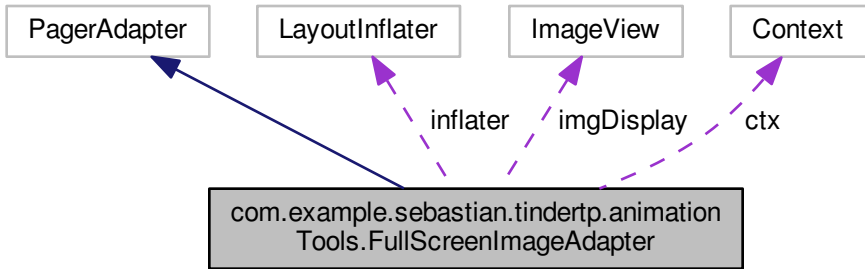 PagerAdapter
LayoutInflater
ImageView
Context
inflater
imgDisplay
ctx
com.example.sebastian.tindertp.animation
Tools.FullScreenImageAdapter